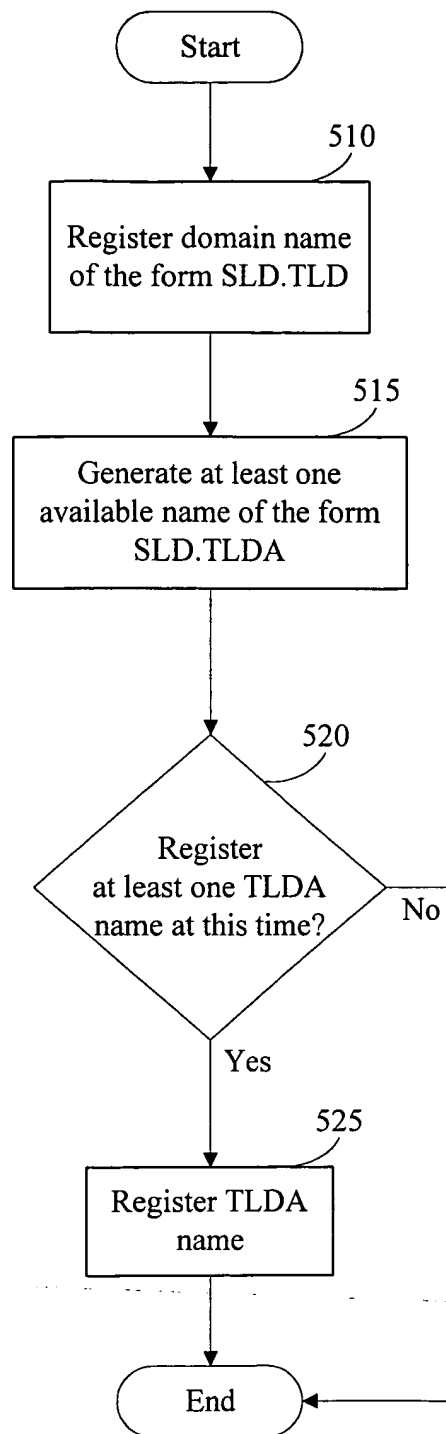 Start
510
Register domain name
of the form SLD.TLD
515
Generate at least one
available name of the form
SLD.TLDA
520
Register
at least one TLDA
name at this time?
No
Yes
525
Register TLDA
name
End